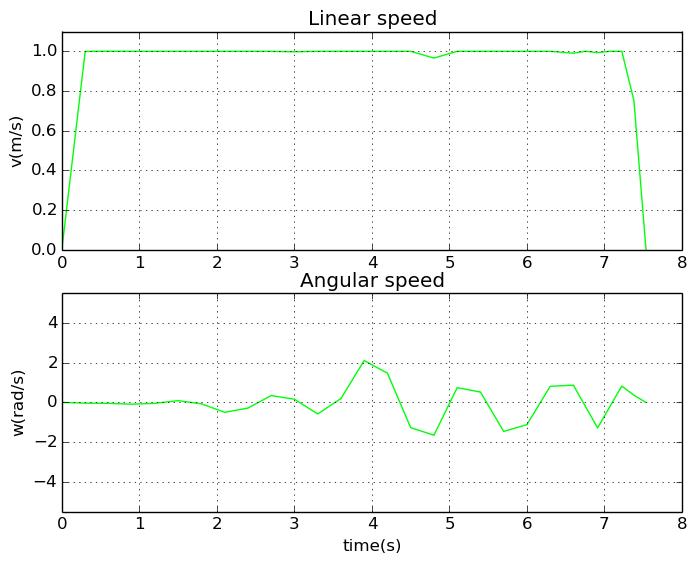 Linear speed
1.0
0.8
0.6
0.4
0.2
0.0
v(m/s)
0 1 2 3 4 5 6 7 8
Angular speed
4
2
0
−2
−4
w(rad/s)
0 1 2 3 4 5 6 7 8
time(s)